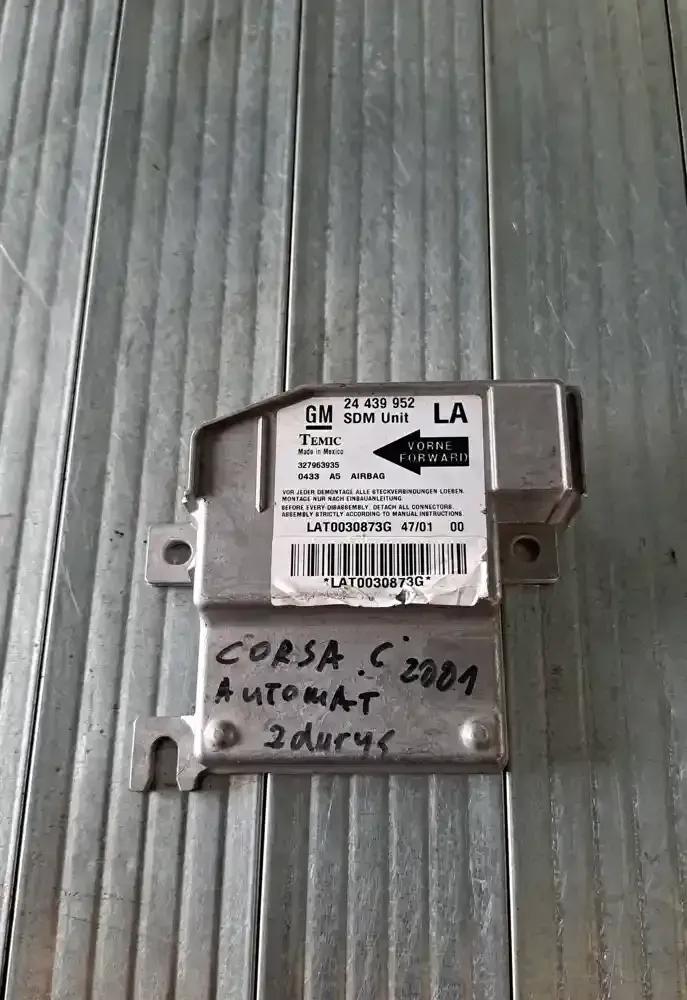 GM 24 439 952 LA
SDM Unit
TEMIC
Made in Mexico
VORNE
FORWARD
327963935
0433 A5 AIRBAG
VOR JEDER DEMONTAGE ALLE STECKVERBINDUNGEN LOESEN.
MONTAGE NUR NACH EINBAUANLEITUNG.
BEFORE EVERY DISASSEMBLY, DETACH ALL CONNECTORS.
ASSEMBLY STRICTLY ACCORDING TO MANUAL INSTRUCTIONS.
LAT0030873G 47/01 00
*LAT0030873G*
CORSA C 2001
AUTOMAT
2durys